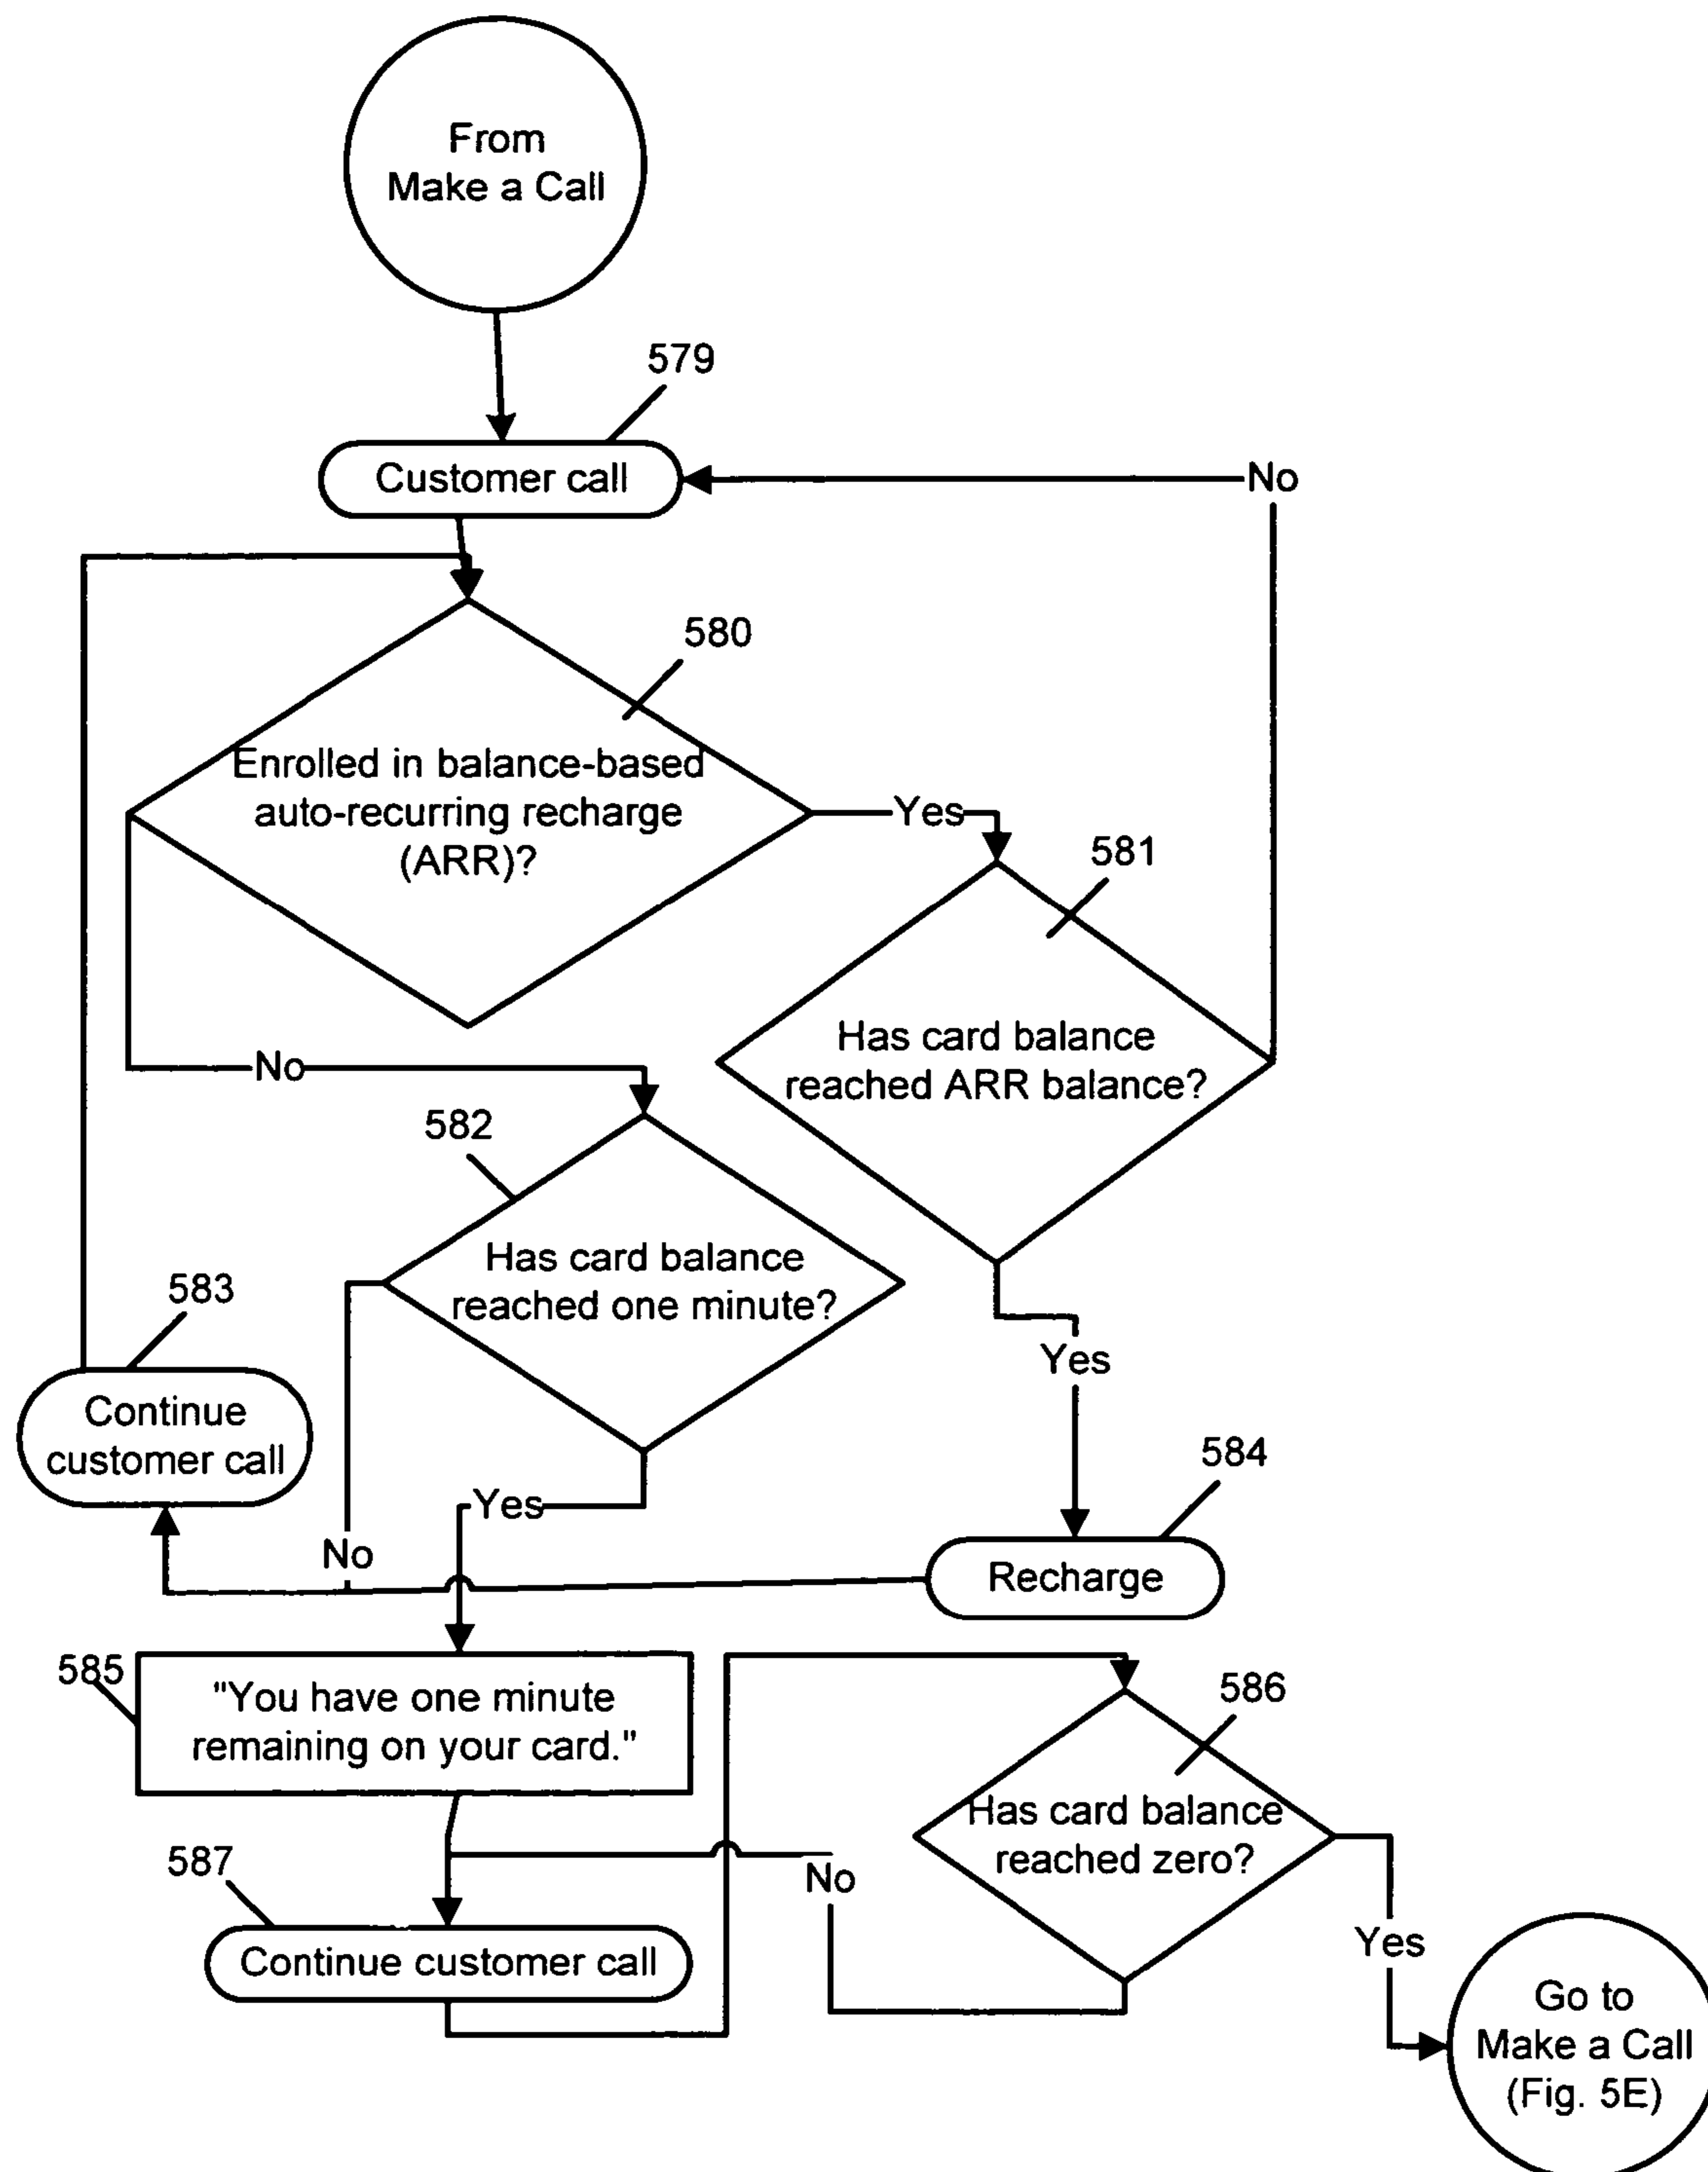 From
Make a Call
579
Customer call
No
580
Enrolled in balance-based
auto-recurring recharge
(ARR)?
Yes
581
Has card balance
reached ARR balance?
No
582
Has card balance
reached one minute?
583
Continue
customer call
Yes
584
Yes
No
Recharge
585
"You have one minute
remaining on your card."
586
Has card balance
reached zero?
587
No
Continue customer call
Yes
Go to
Make a Call
(Fig. 5E)